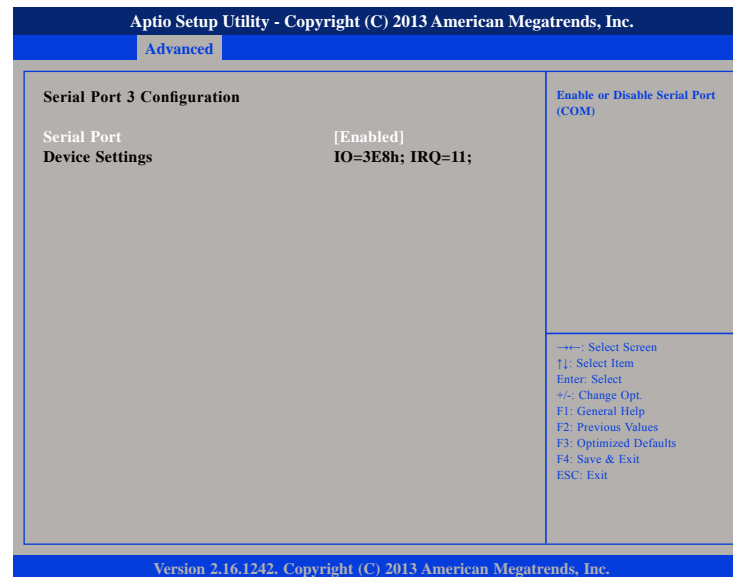 Aptio Setup Utility - Copyright (C) 2013 American Megatrends, Inc.
Advanced
Serial Port 3 Configuration
Serial Port [Enabled]
Device Settings IO=3E8h; IRQ=11;
Enable or Disable Serial Port
(COM)
→←: Select Screen
↑↓: Select Item
Enter: Select
+/-: Change Opt.
F1: General Help
F2: Previous Values
F3: Optimized Defaults
F4: Save & Exit
ESC: Exit
Version 2.16.1242. Copyright (C) 2013 American Megatrends, Inc.